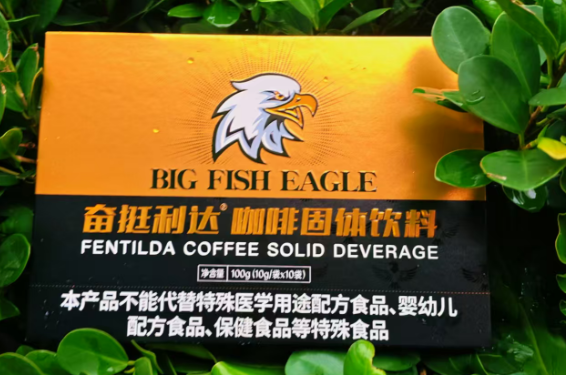 BIG FISH EAGLE
奋挺利达® 咖啡固体饮料
FENTILDA COFFEE SOLID DEVERAGE
净含量 100g (10g/袋x10袋)
本产品不能代替特殊医学用途配方食品、婴幼儿
配方食品、保健食品等特殊食品